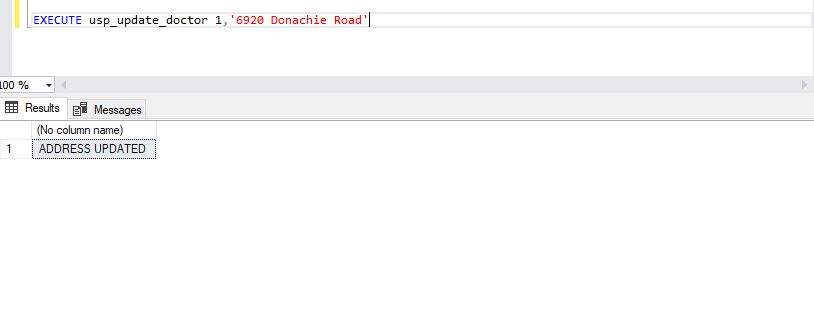 EXECUTE usp_update_doctor 1,'6920 Donachie Road'
100 %
Results Messages
(No column name)
1 ADDRESS UPDATED